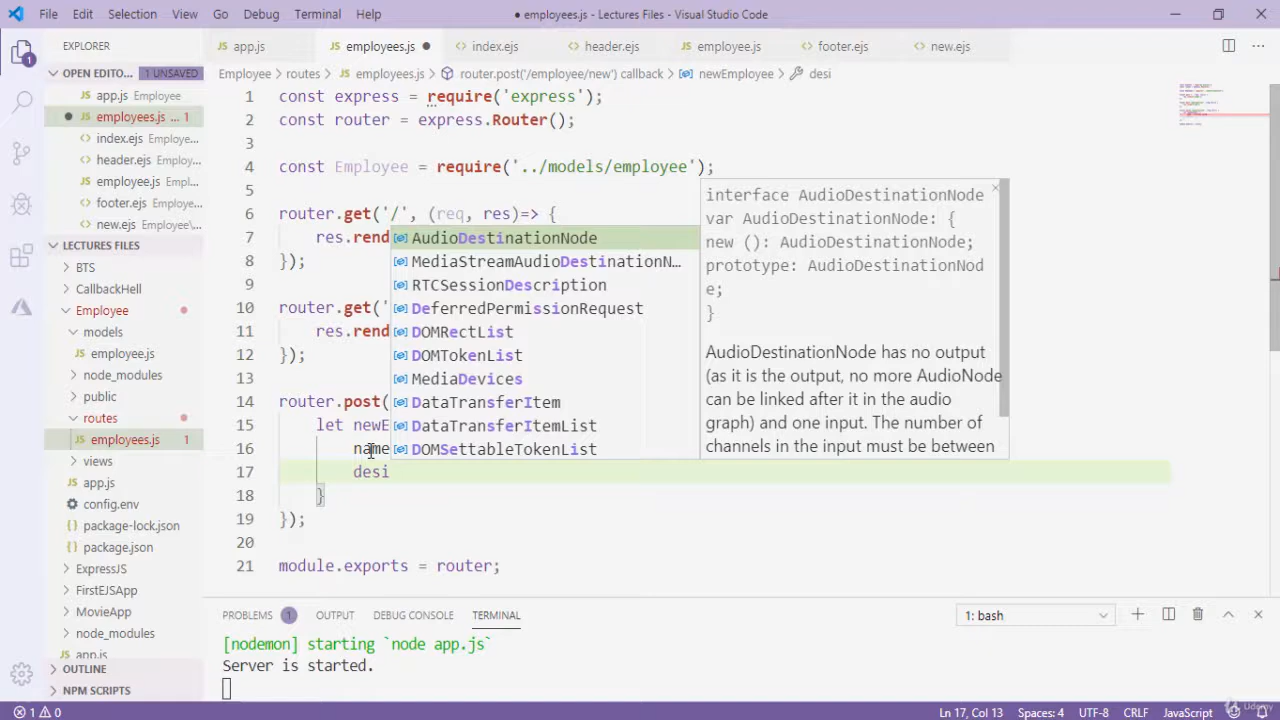 File Edit Selection View Go Debug Terminal Help
● employees.js - Lectures Files - Visual Studio Code
EXPLORER
OPEN EDITO... 1 UNSAVED
app.js Employee
employees.js ... 1
index.ejs Employe...
header.ejs Employ...
employee.js Empl...
footer.ejs Employe...
new.ejs Employee\...
LECTURES FILES
BTS
CallbackHell
Employee
models
employee.js
node_modules
public
routes
employees.js 1
views
app.js
config.env
package-lock.json
package.json
ExpressJS
FirstEJSApp
MovieApp
node_modules
app.js
OUTLINE
NPM SCRIPTS
app.js employees.js ● index.ejs header.ejs employee.js footer.ejs new.ejs
Employee > routes > employees.js > router.post('/employee/new') callback > newEmployee > desi
1 const express = require('express');
2 const router = express.Router();
3
4 const Employee = require('../models/employee');
5
6 router.get('/', (req, res)=> {
7 res.rend
8 });
9
10 router.get('
11 res.rend
12 });
13
14 router.post(
15 let newE
16 name
17 desi
18 }
19 });
20
21 module.exports = router;
AudioDestinationNode
MediaStreamAudioDestinationN...
RTCSessionDescription
DeferredPermissionRequest
DOMRectList
DOMTokenList
MediaDevices
DataTransferItem
DataTransferItemList
DOMSettableTokenList
interface AudioDestinationNode
var AudioDestinationNode: {
new (): AudioDestinationNode;
prototype: AudioDestinationNod
e;
}
AudioDestinationNode has no output
(as it is the output, no more AudioNode
can be linked after it in the audio
graph) and one input. The number of
channels in the input must be between
PROBLEMS 1 OUTPUT DEBUG CONSOLE TERMINAL 1: bash
[nodemon] starting `node app.js`
Server is started.
1 0 Ln 17, Col 13 Spaces: 4 UTF-8 CRLF JavaScript
Udemy